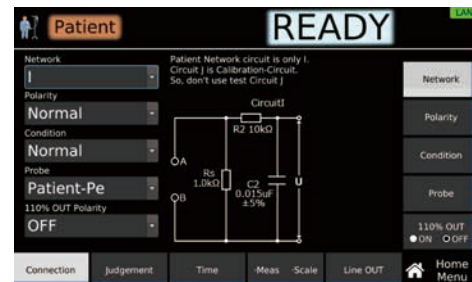 LAN
Patient
READY
Network
I
Patient Network circuit is only I.
Circuit J is Calibration-Circuit.
So, don't use test Circuit J
Polarity
Normal
Condition
Normal
Probe
Patient-Pe
110% OUT Polarity
OFF
CircuitI
R2 10kΩ
A
Rs
1.0kΩ
B
C2
0.015uF
±5%
U
Network
Polarity
Condition
Probe
110% OUT
ON OFF
Connection
Judgement
Time
-Meas -Scale
Line OUT
Home
Menu